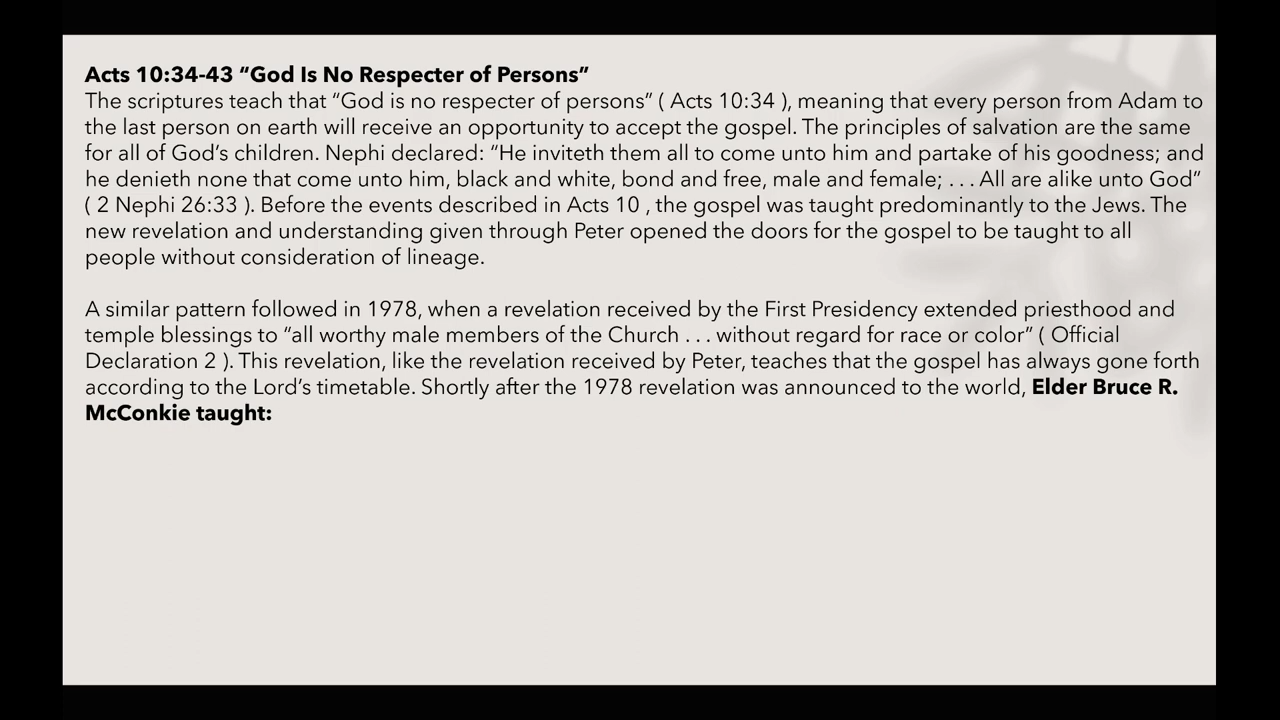 Acts 10:34-43 “God Is No Respecter of Persons”
The scriptures teach that “God is no respecter of persons” ( Acts 10:34 ), meaning that every person from Adam to
the last person on earth will receive an opportunity to accept the gospel. The principles of salvation are the same
for all of God’s children. Nephi declared: “He inviteth them all to come unto him and partake of his goodness; and
he denieth none that come unto him, black and white, bond and free, male and female; . . . All are alike unto God”
( 2 Nephi 26:33 ). Before the events described in Acts 10 , the gospel was taught predominantly to the Jews. The
new revelation and understanding given through Peter opened the doors for the gospel to be taught to all
people without consideration of lineage.
A similar pattern followed in 1978, when a revelation received by the First Presidency extended priesthood and
temple blessings to “all worthy male members of the Church . . . without regard for race or color” ( Official
Declaration 2 ). This revelation, like the revelation received by Peter, teaches that the gospel has always gone forth
according to the Lord’s timetable. Shortly after the 1978 revelation was announced to the world, Elder Bruce R.
McConkie taught: